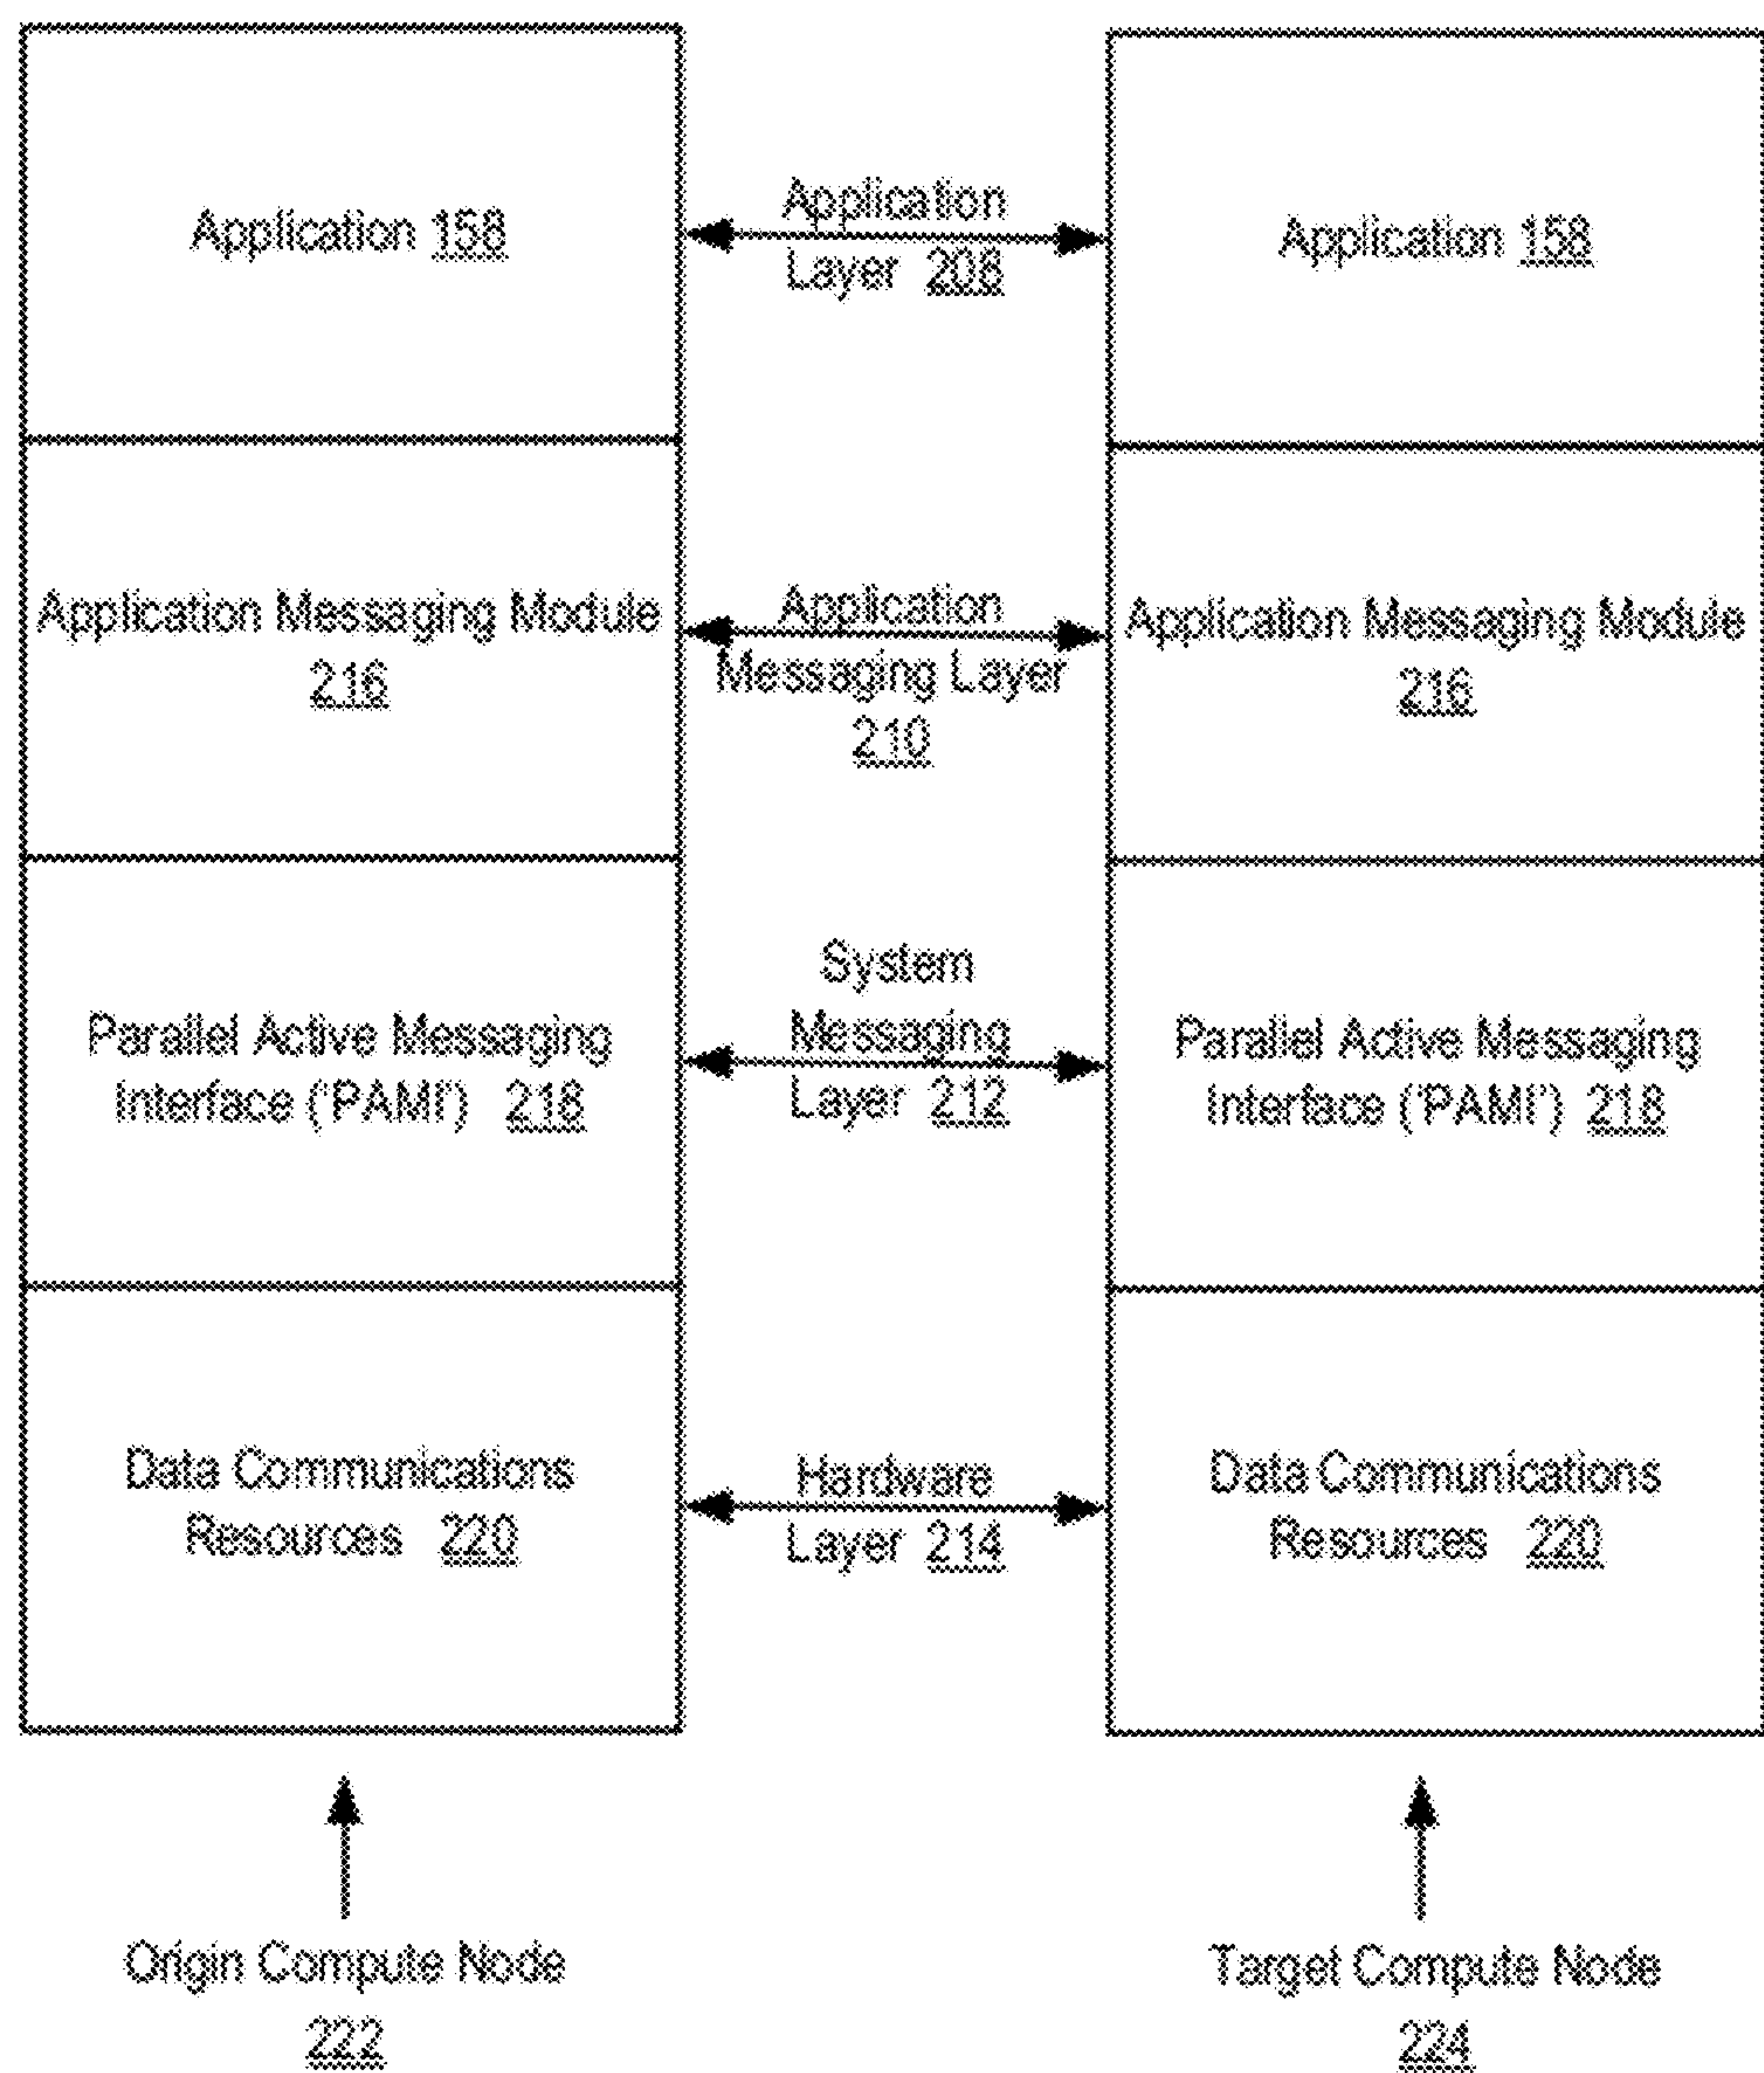 Application 158
Application
Layer 208
Application 158
Application Messaging Module
216
Application
Messaging Layer
210
Application Messaging Module
216
Parallel Active Messaging
Interface ('PAMI') 218
System
Messaging
Layer 212
Parallel Active Messaging
Interface ('PAMI') 218
Data Communications
Resources 220
Hardware
Layer 214
Data Communications
Resources 220
Origin Compute Node
222
Target Compute Node
224